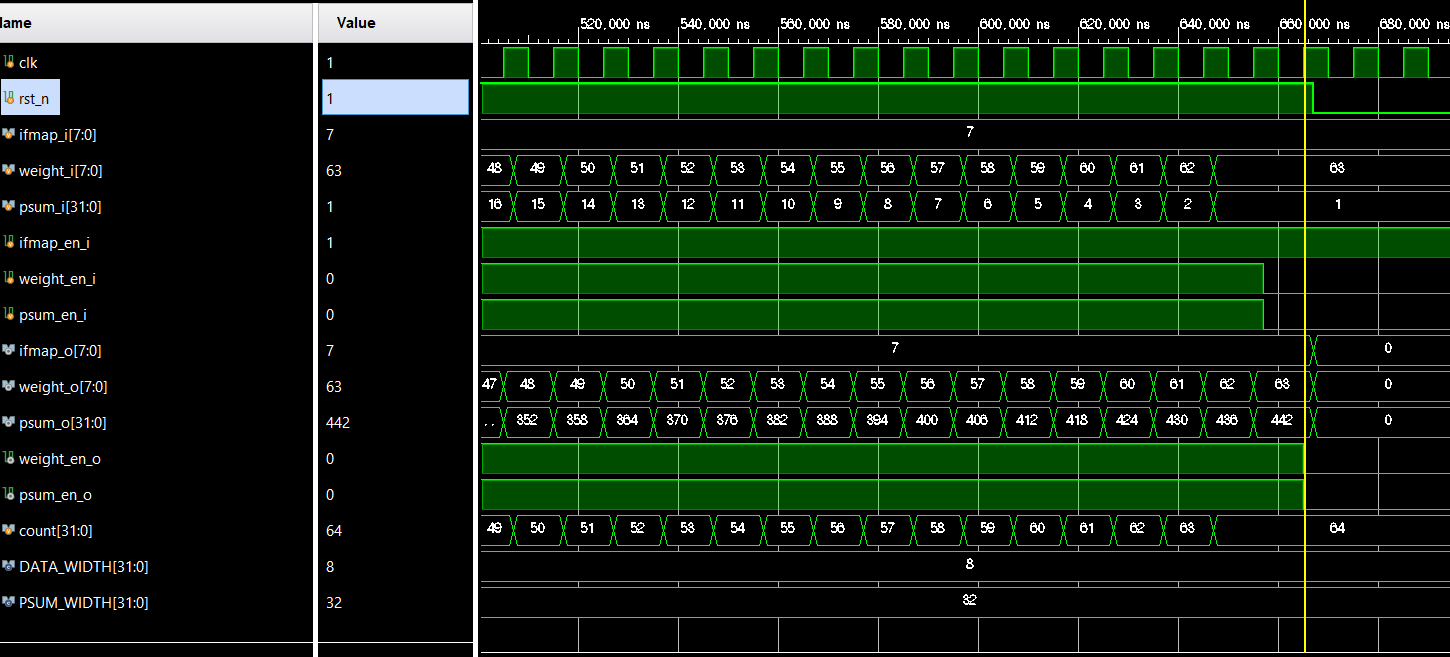 lame Value 520.000 ns 540.000 ns 560.000 ns 580.000 ns 600.000 ns 620.000 ns 640.000 ns 660.000 ns 680.000 ns
clk 1
rst_n 1
ifmap_i[7:0] 7 7
weight_i[7:0] 63 48 49 50 51 52 53 54 55 56 57 58 59 60 61 62 63
psum_i[31:0] 1 16 15 14 13 12 11 10 9 8 7 6 5 4 3 2 1
ifmap_en_i 1
weight_en_i 0
psum_en_i 0
ifmap_o[7:0] 7 7 0
weight_o[7:0] 63 47 48 49 50 51 52 53 54 55 56 57 58 59 60 61 62 63 0
psum_o[31:0] 442 .. 352 358 364 370 376 382 388 394 400 406 412 418 424 430 436 442 0
weight_en_o 0
psum_en_o 0
count[31:0] 64 49 50 51 52 53 54 55 56 57 58 59 60 61 62 63 64
DATA_WIDTH[31:0] 8 8
PSUM_WIDTH[31:0] 32 32